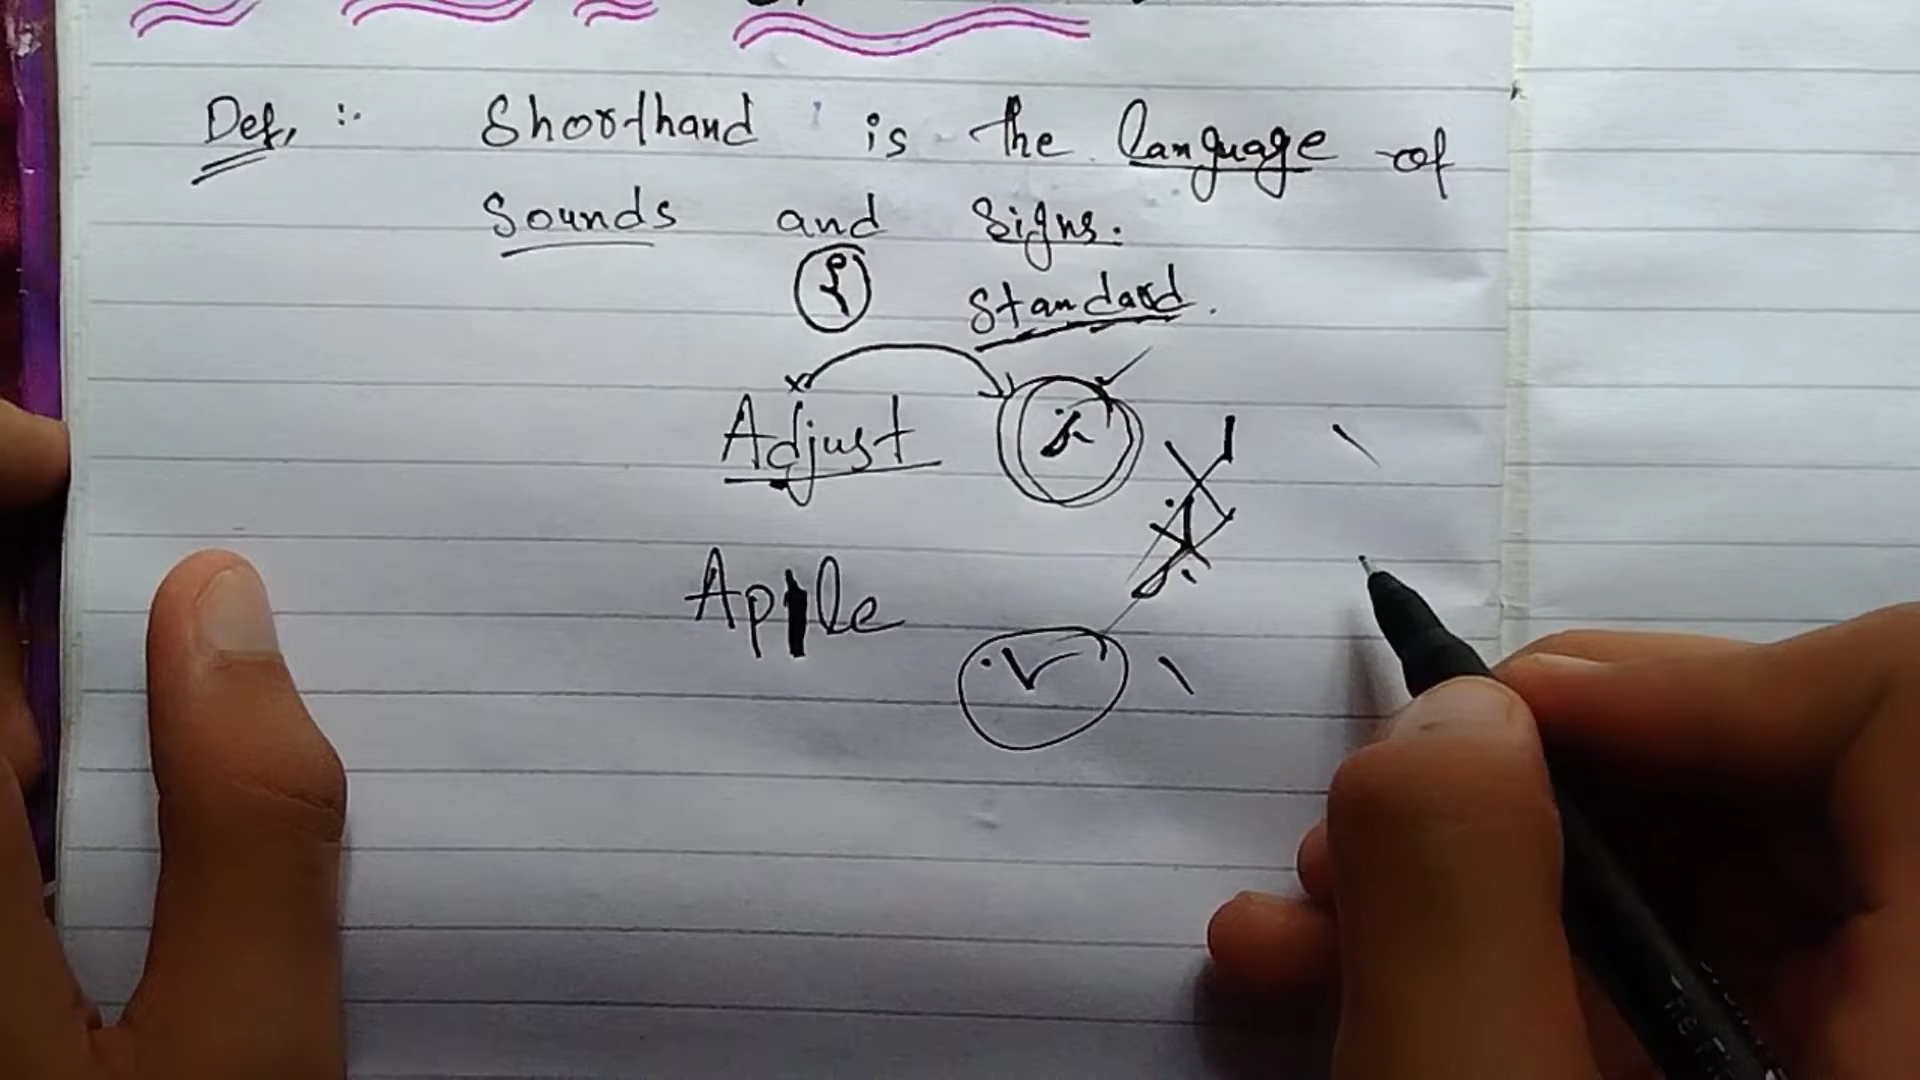 Def, :- Shorthand is the language of
Sounds and Signs.
Standard.
Adjust
Apple